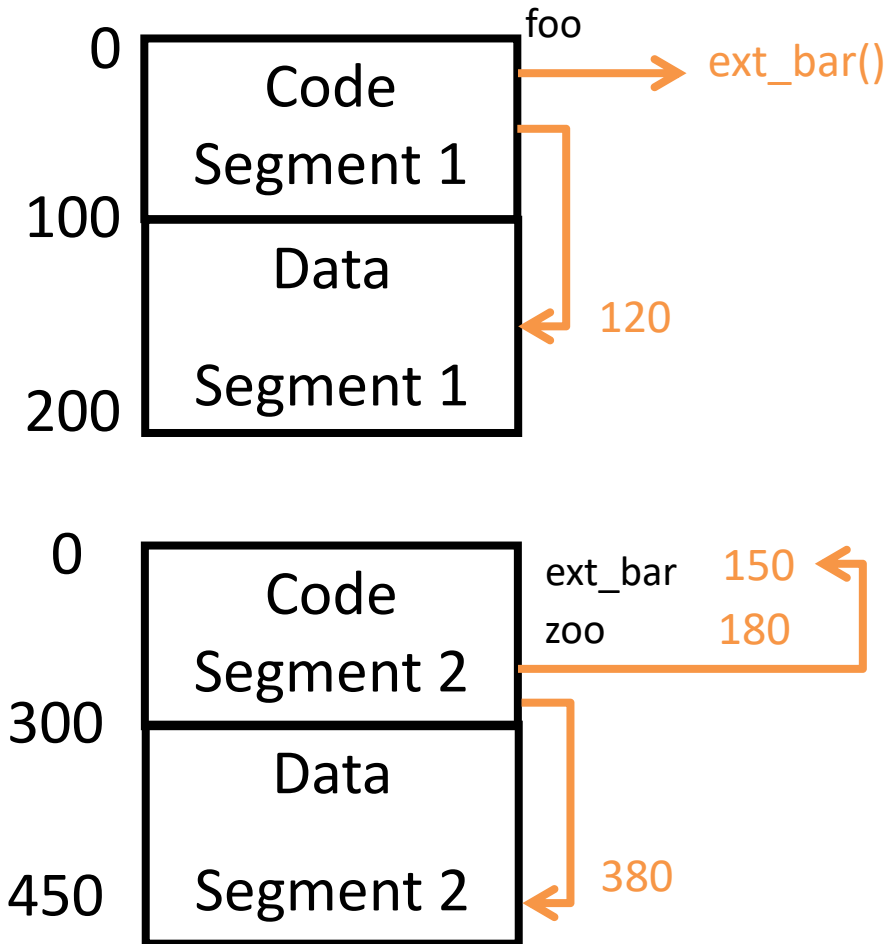 0
foo
ext_bar()
Code
Segment 1
100
Data
120
Segment 1
200
0
ext_bar 150
Code
zoo 180
Segment 2
300
Data
380
Segment 2
450